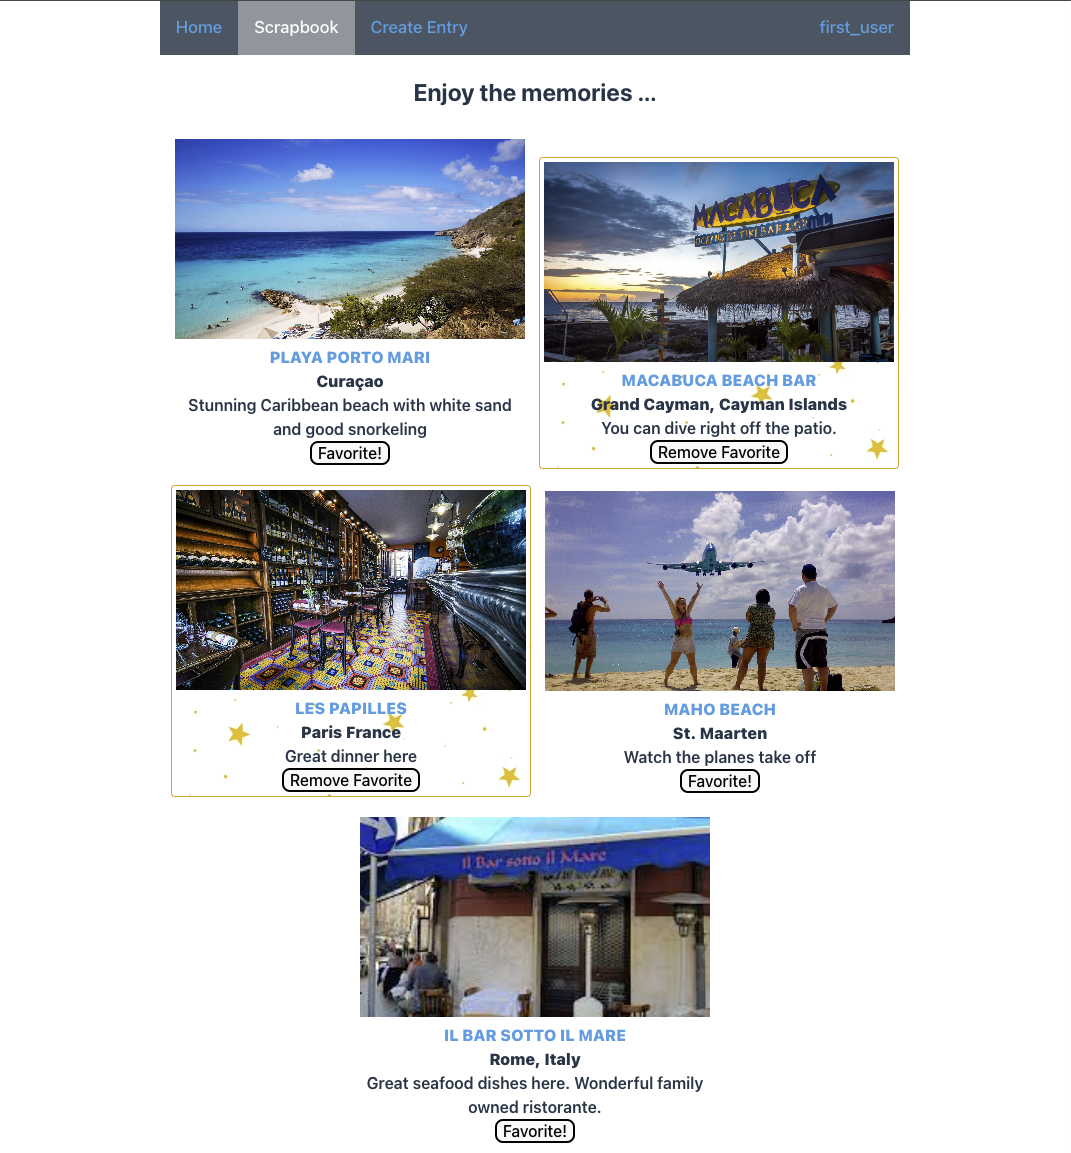 Home Scrapbook Create Entry first_user
Enjoy the memories ...
PLAYA PORTO MARI
Curaçao
Stunning Caribbean beach with white sand
and good snorkeling
Favorite!
MACABUCA
OCEANSIDE TIKI BAR & GRILL
MACABUCA BEACH BAR
Grand Cayman, Cayman Islands
You can dive right off the patio.
Remove Favorite
LES PAPILLES
Paris France
Great dinner here
Remove Favorite
MAHO BEACH
St. Maarten
Watch the planes take off
Favorite!
Il Bar sotto il Mare
IL BAR SOTTO IL MARE
Rome, Italy
Great seafood dishes here. Wonderful family
owned ristorante.
Favorite!